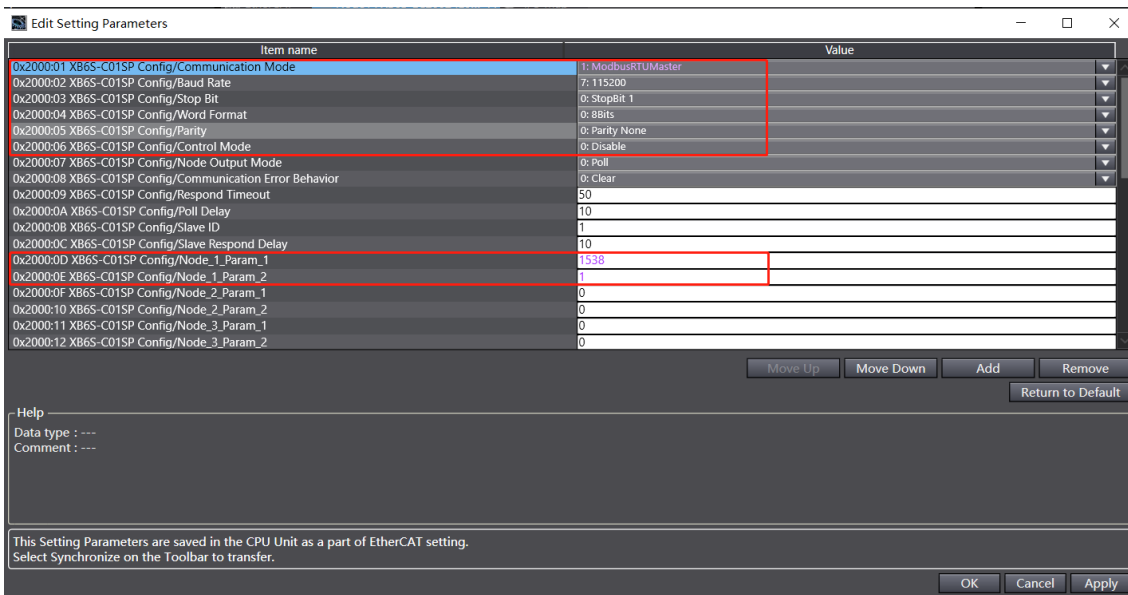 Edit Setting Parameters
Item name Value
0x2000:01 XB6S-C01SP Config/Communication Mode 1: ModbusRTUMaster
0x2000:02 XB6S-C01SP Config/Baud Rate 7: 115200
0x2000:03 XB6S-C01SP Config/Stop Bit 0: StopBit 1
0x2000:04 XB6S-C01SP Config/Word Format 0: 8Bits
0x2000:05 XB6S-C01SP Config/Parity 0: Parity None
0x2000:06 XB6S-C01SP Config/Control Mode 0: Disable
0x2000:07 XB6S-C01SP Config/Node Output Mode 0: Poll
0x2000:08 XB6S-C01SP Config/Communication Error Behavior 0: Clear
0x2000:09 XB6S-C01SP Config/Respond Timeout 50
0x2000:0A XB6S-C01SP Config/Poll Delay 10
0x2000:0B XB6S-C01SP Config/Slave ID 1
0x2000:0C XB6S-C01SP Config/Slave Respond Delay 10
0x2000:0D XB6S-C01SP Config/Node_1_Param_1 1538
0x2000:0E XB6S-C01SP Config/Node_1_Param_2 1
0x2000:0F XB6S-C01SP Config/Node_2_Param_1 0
0x2000:10 XB6S-C01SP Config/Node_2_Param_2 0
0x2000:11 XB6S-C01SP Config/Node_3_Param_1 0
0x2000:12 XB6S-C01SP Config/Node_3_Param_2 0
Move Up Move Down Add Remove
Return to Default
Help
Data type : ---
Comment : ---
This Setting Parameters are saved in the CPU Unit as a part of EtherCAT setting.
Select Synchronize on the Toolbar to transfer.
OK Cancel Apply